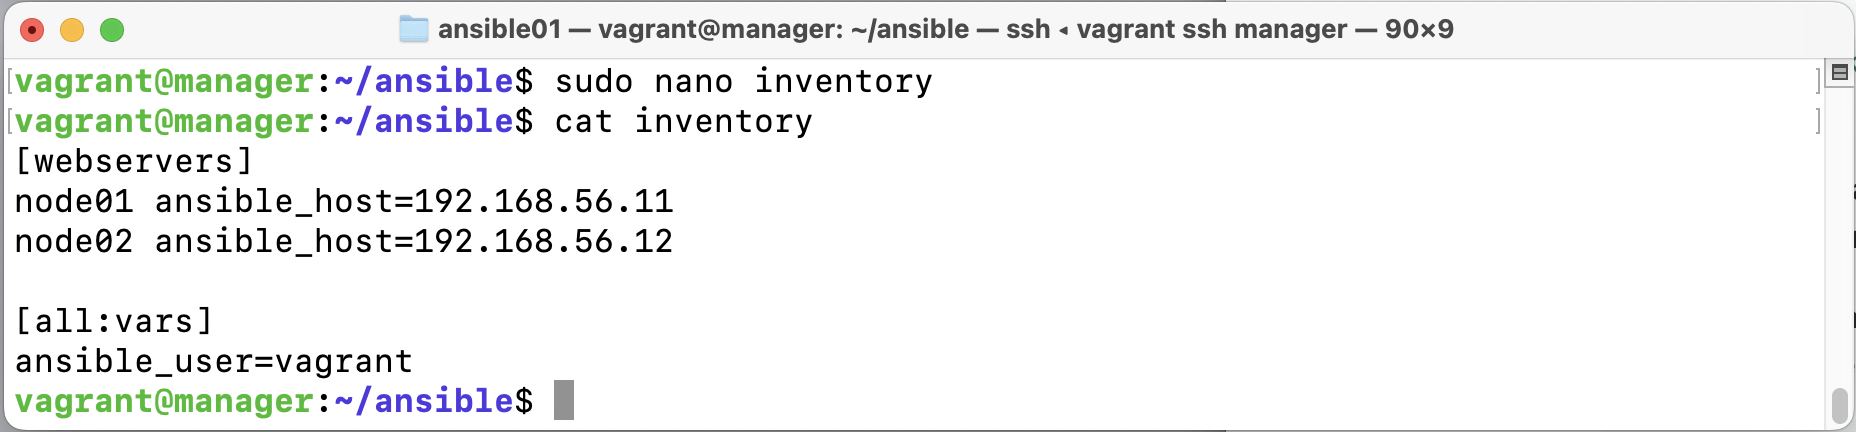 ansible01 — vagrant@manager: ~/ansible — ssh ◂ vagrant ssh manager — 90×9
[vagrant@manager:~/ansible$ sudo nano inventory ]
[vagrant@manager:~/ansible$ cat inventory ]
[webservers]
node01 ansible_host=192.168.56.11
node02 ansible_host=192.168.56.12

[all:vars]
ansible_user=vagrant
vagrant@manager:~/ansible$